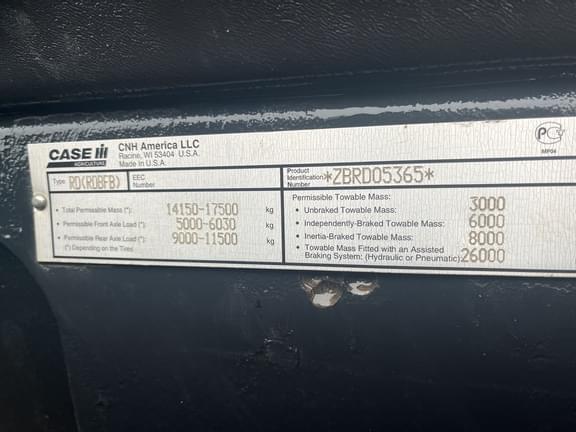 CASE IH
AGRICULTURE
CNH America LLC
Racine, WI 53404 U.S.A.
Made in U.S.A.
PCT
MP04
Type RD(RDBFB)
EEC Number
Product Identification Number *ZBRD05365*
• Total Permissible Mass (*): 14150-17500 kg
• Permissible Front Axle Load (*): 5000-6030 kg
• Permissible Rear Axle Load (*): 9000-11500 kg
(*) Depending on the Tires
Permissible Towable Mass:
• Unbraked Towable Mass: 3000
• Independently-Braked Towable Mass: 6000
• Inertia-Braked Towable Mass: 8000
• Towable Mass Fitted with an Assisted
Braking System: (Hydraulic or Pneumatic): 26000